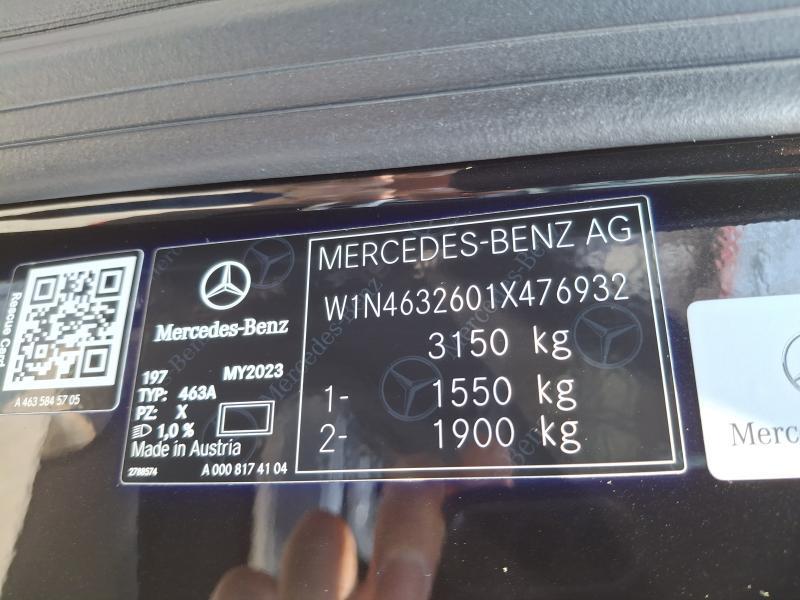 Rescue Card
A 463 584 57 05
Mercedes-Benz
197 MY2023
TYP: 463A
PZ: X
1,0 %
Made in Austria
2788574 A 000 817 41 04
MERCEDES-BENZ AG
W1N4632601X476932
3150 kg
1- 1550 kg
2- 1900 kg
Merc